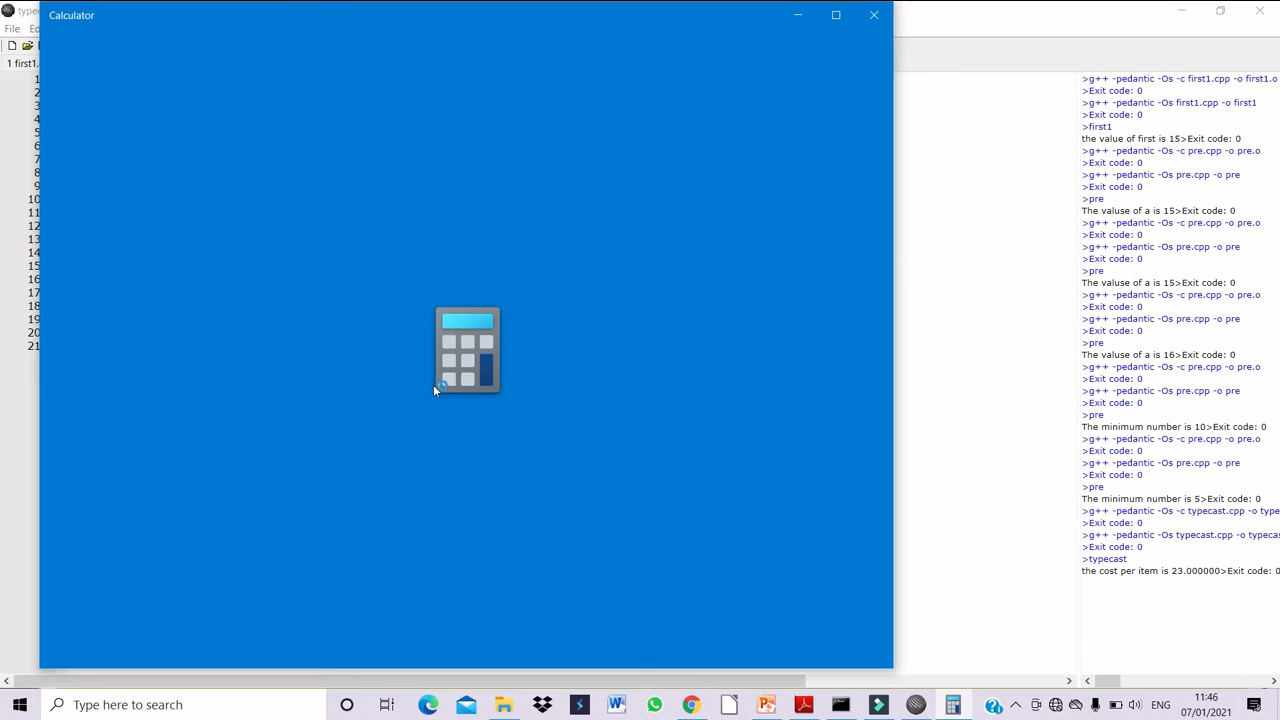 Calculator
File
1 first1.
1
2
3
4
5
6
7
8
9
10
11
12
13
14
15
16
17
18
19
20
21
>g++ -pedantic -Os -c first1.cpp -o first1.o
>Exit code: 0
>g++ -pedantic -Os first1.cpp -o first1
>Exit code: 0
>first1
the value of first is 15>Exit code: 0
>g++ -pedantic -Os -c pre.cpp -o pre.o
>Exit code: 0
>g++ -pedantic -Os pre.cpp -o pre
>Exit code: 0
>pre
The valuse of a is 15>Exit code: 0
>g++ -pedantic -Os -c pre.cpp -o pre.o
>Exit code: 0
>g++ -pedantic -Os pre.cpp -o pre
>Exit code: 0
>pre
The valuse of a is 15>Exit code: 0
>g++ -pedantic -Os -c pre.cpp -o pre.o
>Exit code: 0
>g++ -pedantic -Os pre.cpp -o pre
>Exit code: 0
>pre
The valuse of a is 16>Exit code: 0
>g++ -pedantic -Os -c pre.cpp -o pre.o
>Exit code: 0
>g++ -pedantic -Os pre.cpp -o pre
>Exit code: 0
>pre
The minimum number is 10>Exit code: 0
>g++ -pedantic -Os -c pre.cpp -o pre.o
>Exit code: 0
>g++ -pedantic -Os pre.cpp -o pre
>Exit code: 0
>pre
The minimum number is 5>Exit code: 0
>g++ -pedantic -Os -c typecast.cpp -o type
>Exit code: 0
>g++ -pedantic -Os typecast.cpp -o typecas
>Exit code: 0
>typecast
the cost per item is 23.000000>Exit code: 0
Type here to search
ENG
11:46
07/01/2021